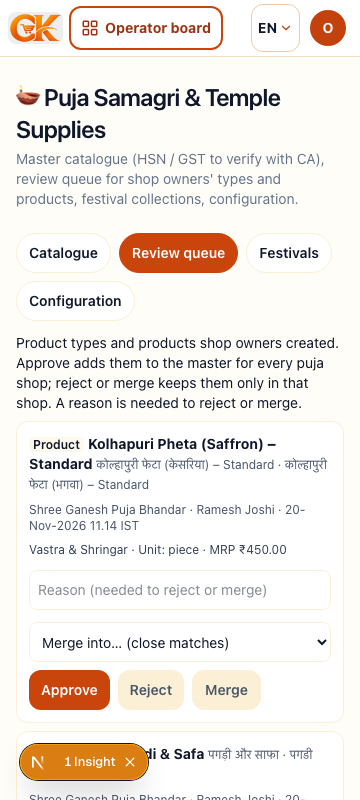 GK
Operator board
EN
O
Puja Samagri & Temple
Supplies
Master catalogue (HSN / GST to verify with CA),
review queue for shop owners' types and
products, festival collections, configuration.
Catalogue
Review queue
Festivals
Configuration
Product types and products shop owners created.
Approve adds them to the master for every puja
shop; reject or merge keeps them only in that
shop. A reason is needed to reject or merge.
Product Kolhapuri Pheta (Saffron) –
Standard कोल्हापुरी फेटा (केसरिया) – Standard · कोल्हापुरी
फेटा (भगवा) – Standard
Shree Ganesh Puja Bhandar · Ramesh Joshi · 20-
Nov-2026 11.14 IST
Vastra & Shringar · Unit: piece · MRP ₹450.00
Reason (needed to reject or merge)
Merge into... (close matches)
Approve
Reject
Merge
di & Safa पगड़ी और साफा · पगडी
1 Insight
Shree Ganesh Puja Bhandar · Ramesh Joshi · 20-